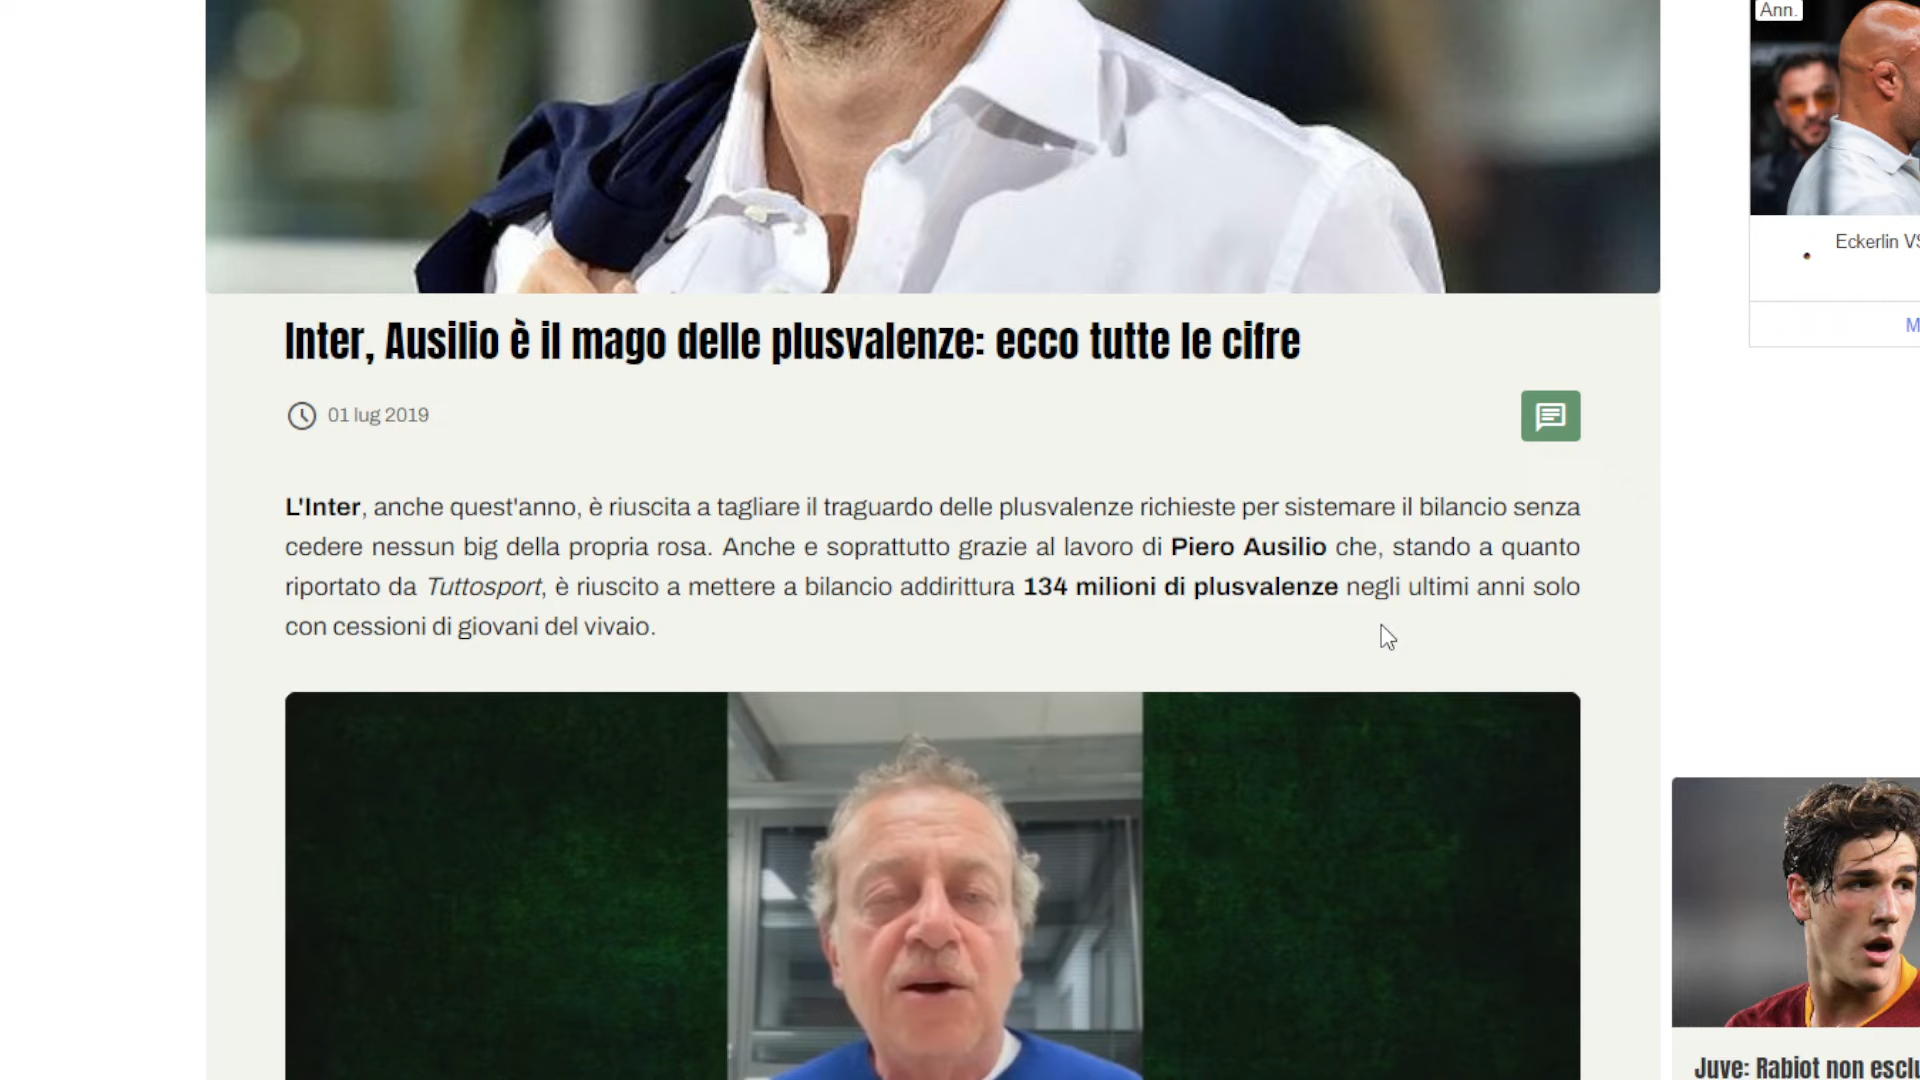 Ann.
Eckerlin VS
M
Inter, Ausilio è il mago delle plusvalenze: ecco tutte le cifre
01 lug 2019
L'Inter, anche quest'anno, è riuscita a tagliare il traguardo delle plusvalenze richieste per sistemare il bilancio senza
cedere nessun big della propria rosa. Anche e soprattutto grazie al lavoro di Piero Ausilio che, stando a quanto
riportato da Tuttosport, è riuscito a mettere a bilancio addirittura 134 milioni di plusvalenze negli ultimi anni solo
con cessioni di giovani del vivaio.
Juve: Rabiot non esclu